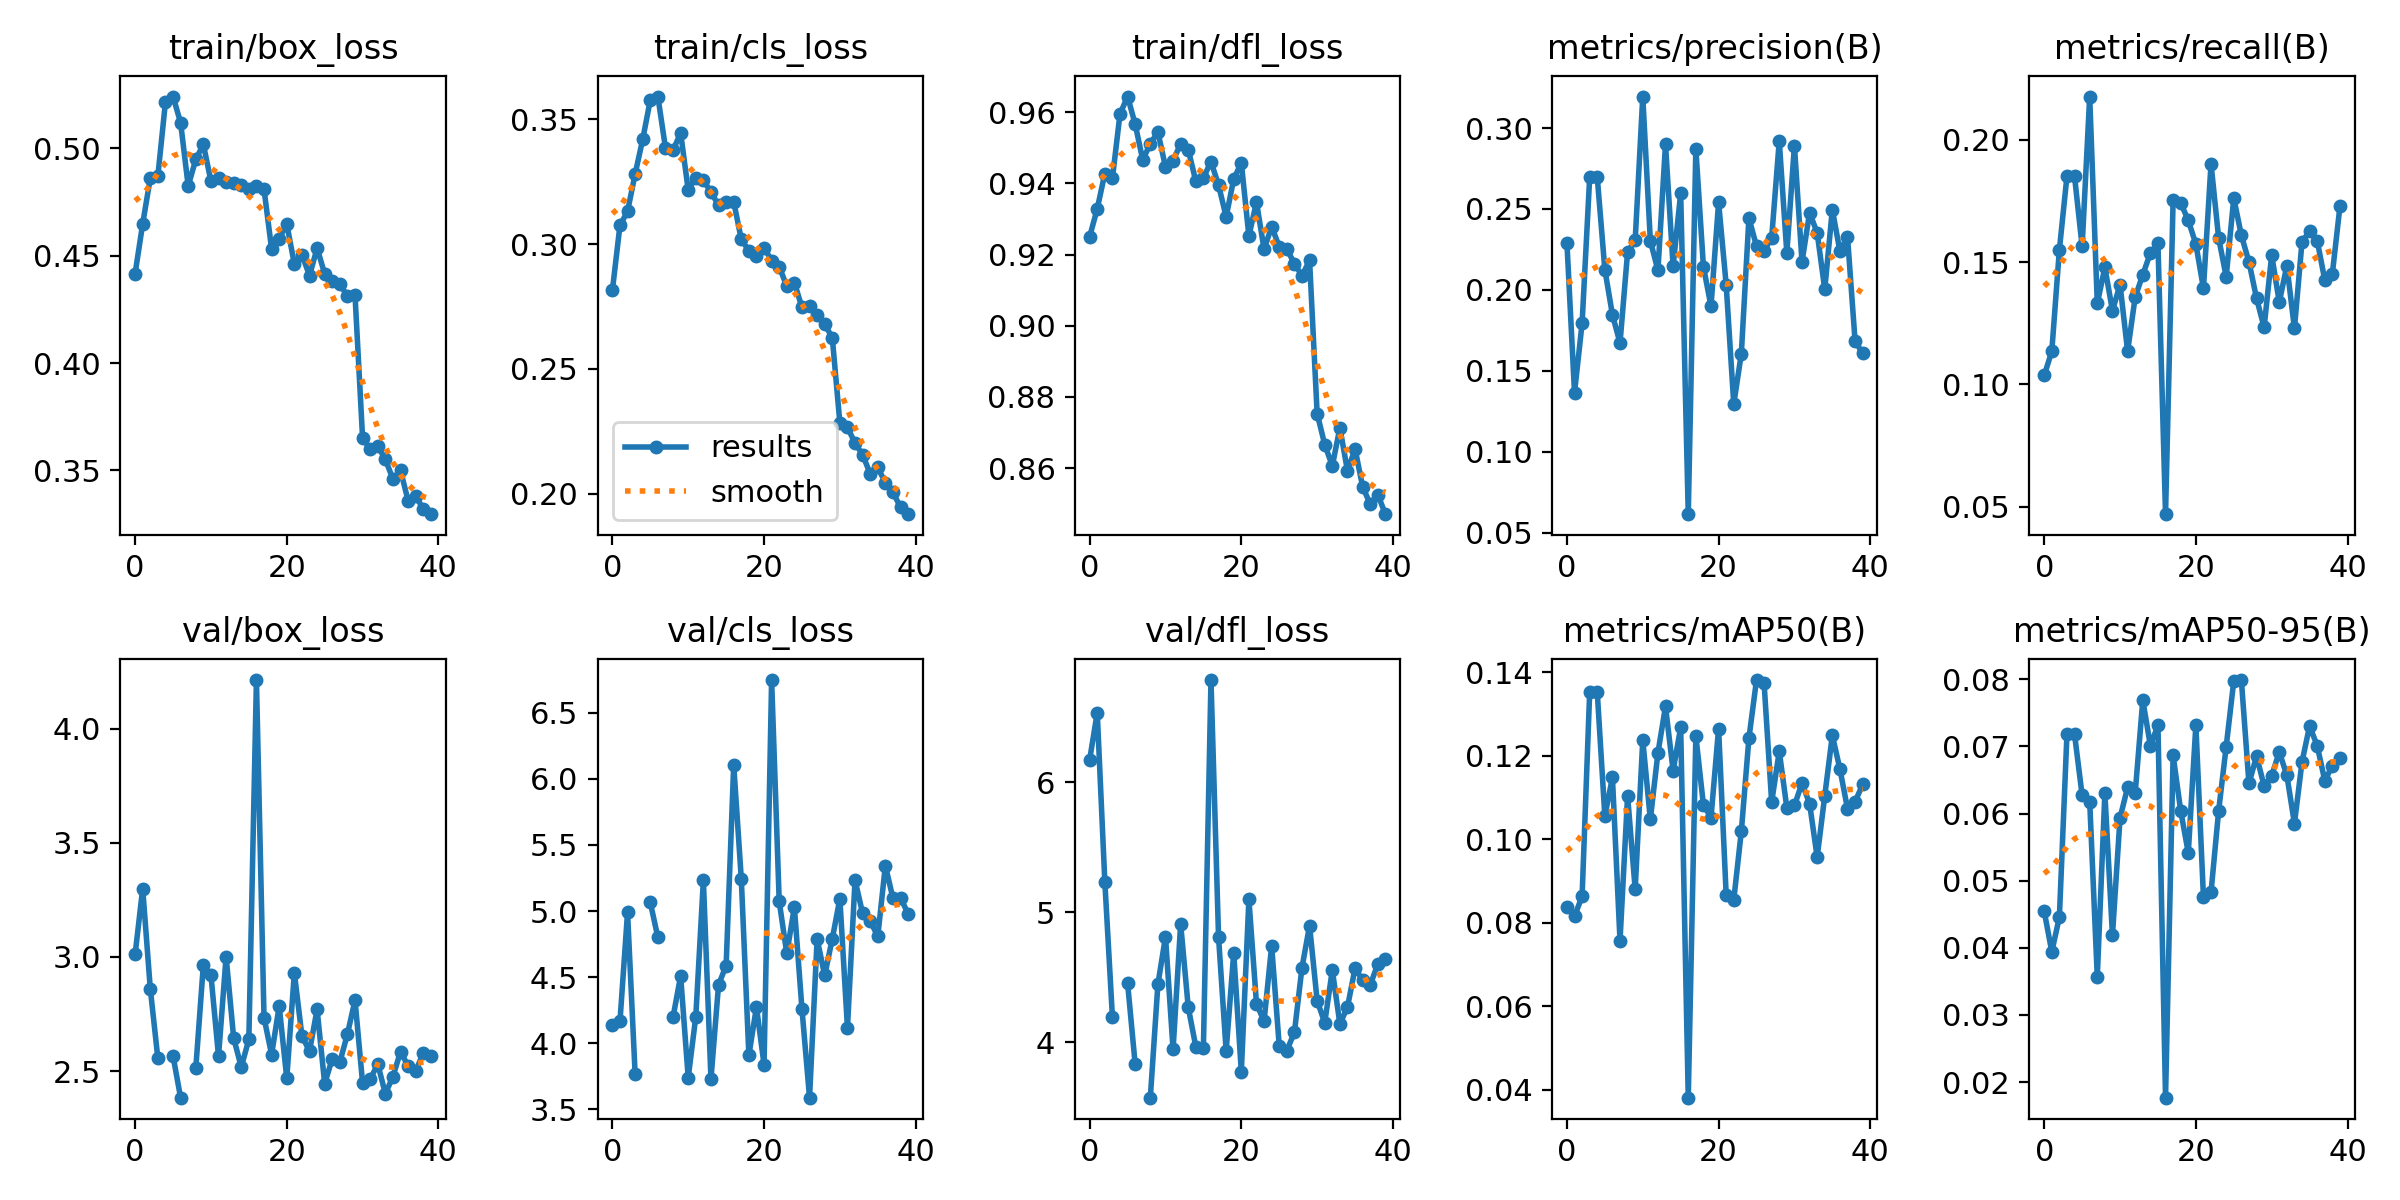 train/box_loss
0.50
0.45
0.40
0.35
0 20 40
train/cls_loss
0.35
0.30
0.25
0.20
results
smooth
0 20 40
train/dfl_loss
0.96
0.94
0.92
0.90
0.88
0.86
0 20 40
metrics/precision(B)
0.30
0.25
0.20
0.15
0.10
0.05
0 20 40
metrics/recall(B)
0.20
0.15
0.10
0.05
0 20 40
val/box_loss
4.0
3.5
3.0
2.5
0 20 40
val/cls_loss
6.5
6.0
5.5
5.0
4.5
4.0
3.5
0 20 40
val/dfl_loss
6
5
4
0 20 40
metrics/mAP50(B)
0.14
0.12
0.10
0.08
0.06
0.04
0 20 40
metrics/mAP50-95(B)
0.08
0.07
0.06
0.05
0.04
0.03
0.02
0 20 40